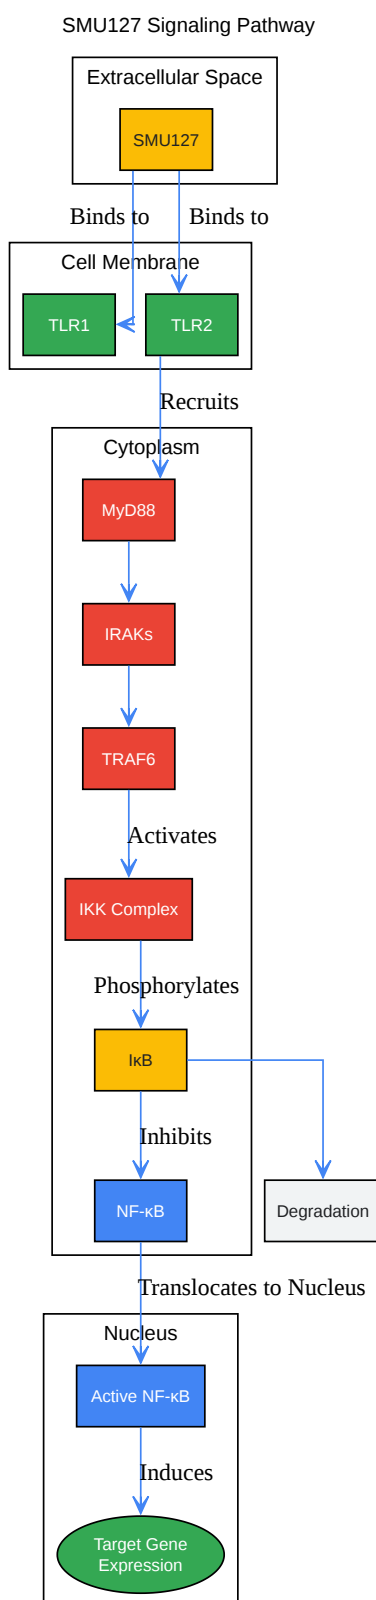 SMU127 Signaling Pathway
Extracellular Space
SMU127
Binds to
Binds to
Cell Membrane
TLR1
TLR2
Recruits
Cytoplasm
MyD88
IRAKs
TRAF6
Activates
IKK Complex
Phosphorylates
IκB
Inhibits
NF-κB
Degradation
Translocates to Nucleus
Nucleus
Active NF-κB
Induces
Target Gene
Expression